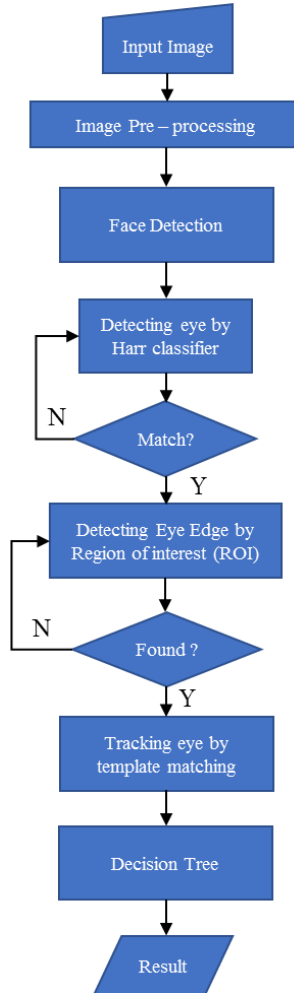 Input Image
Image Pre – processing
Face Detection
Detecting eye by
Harr classifier
N
Match?
Y
Detecting Eye Edge by
Region of interest (ROI)
N
Found ?
Y
Tracking eye by
template matching
Decision Tree
Result